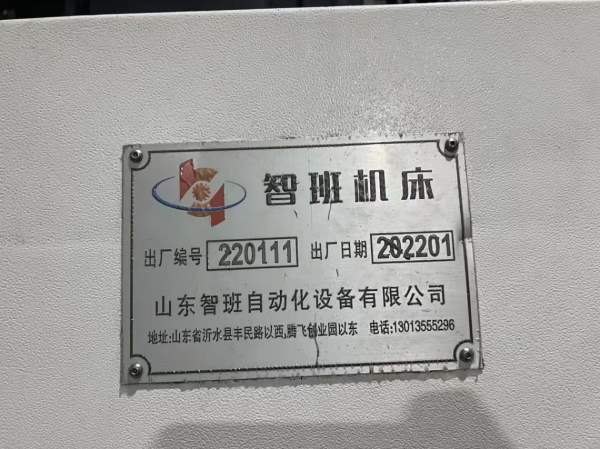 智班机床
出厂编号 220111 出厂日期 202201
山东智班自动化设备有限公司
地址:山东省沂水县丰民路以西,腾飞创业园以东 电话:13013555296